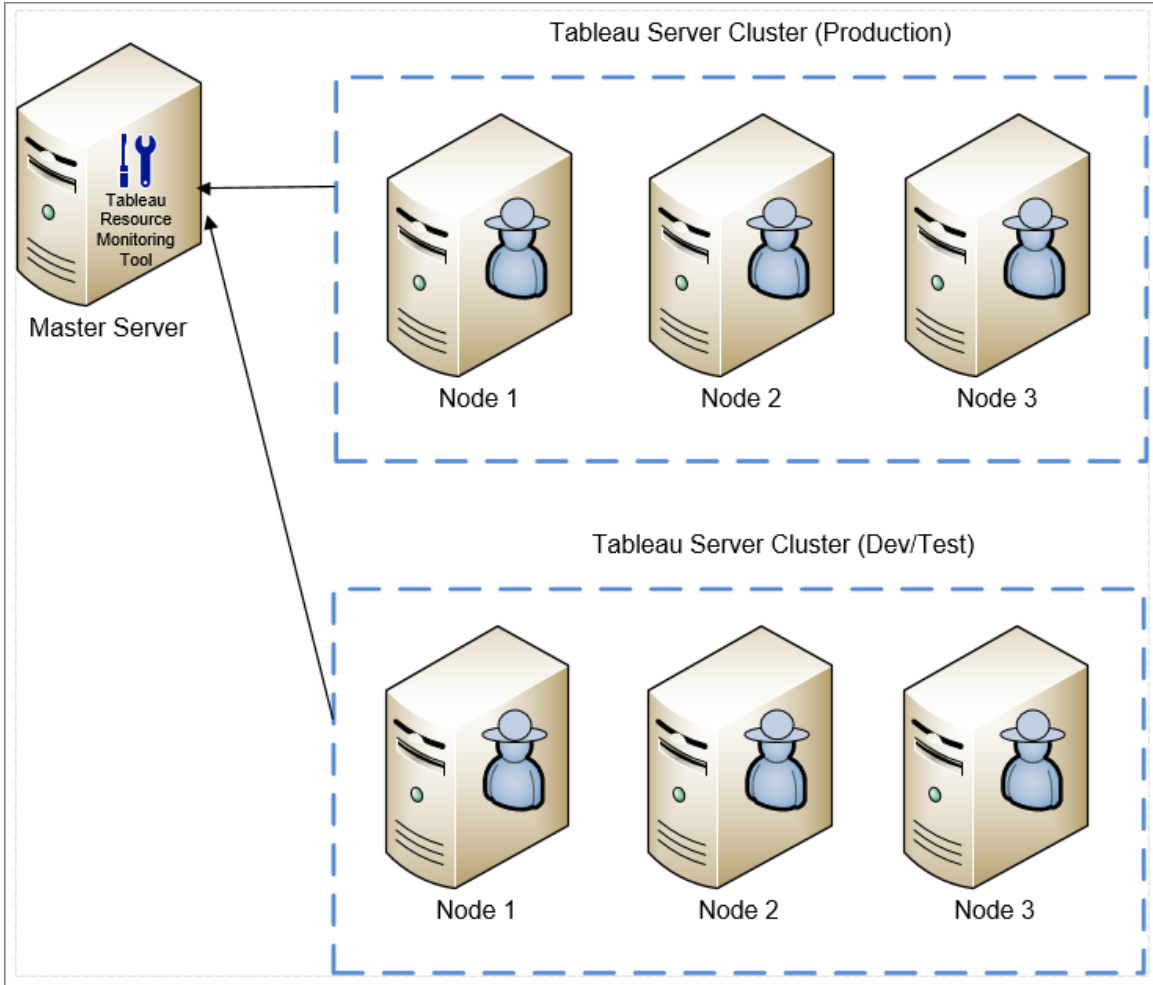 Tableau Server Cluster (Production)
Tableau
Resource
Monitoring
Tool
Master Server
Node 1
Node 2
Node 3
Tableau Server Cluster (Dev/Test)
Node 1
Node 2
Node 3